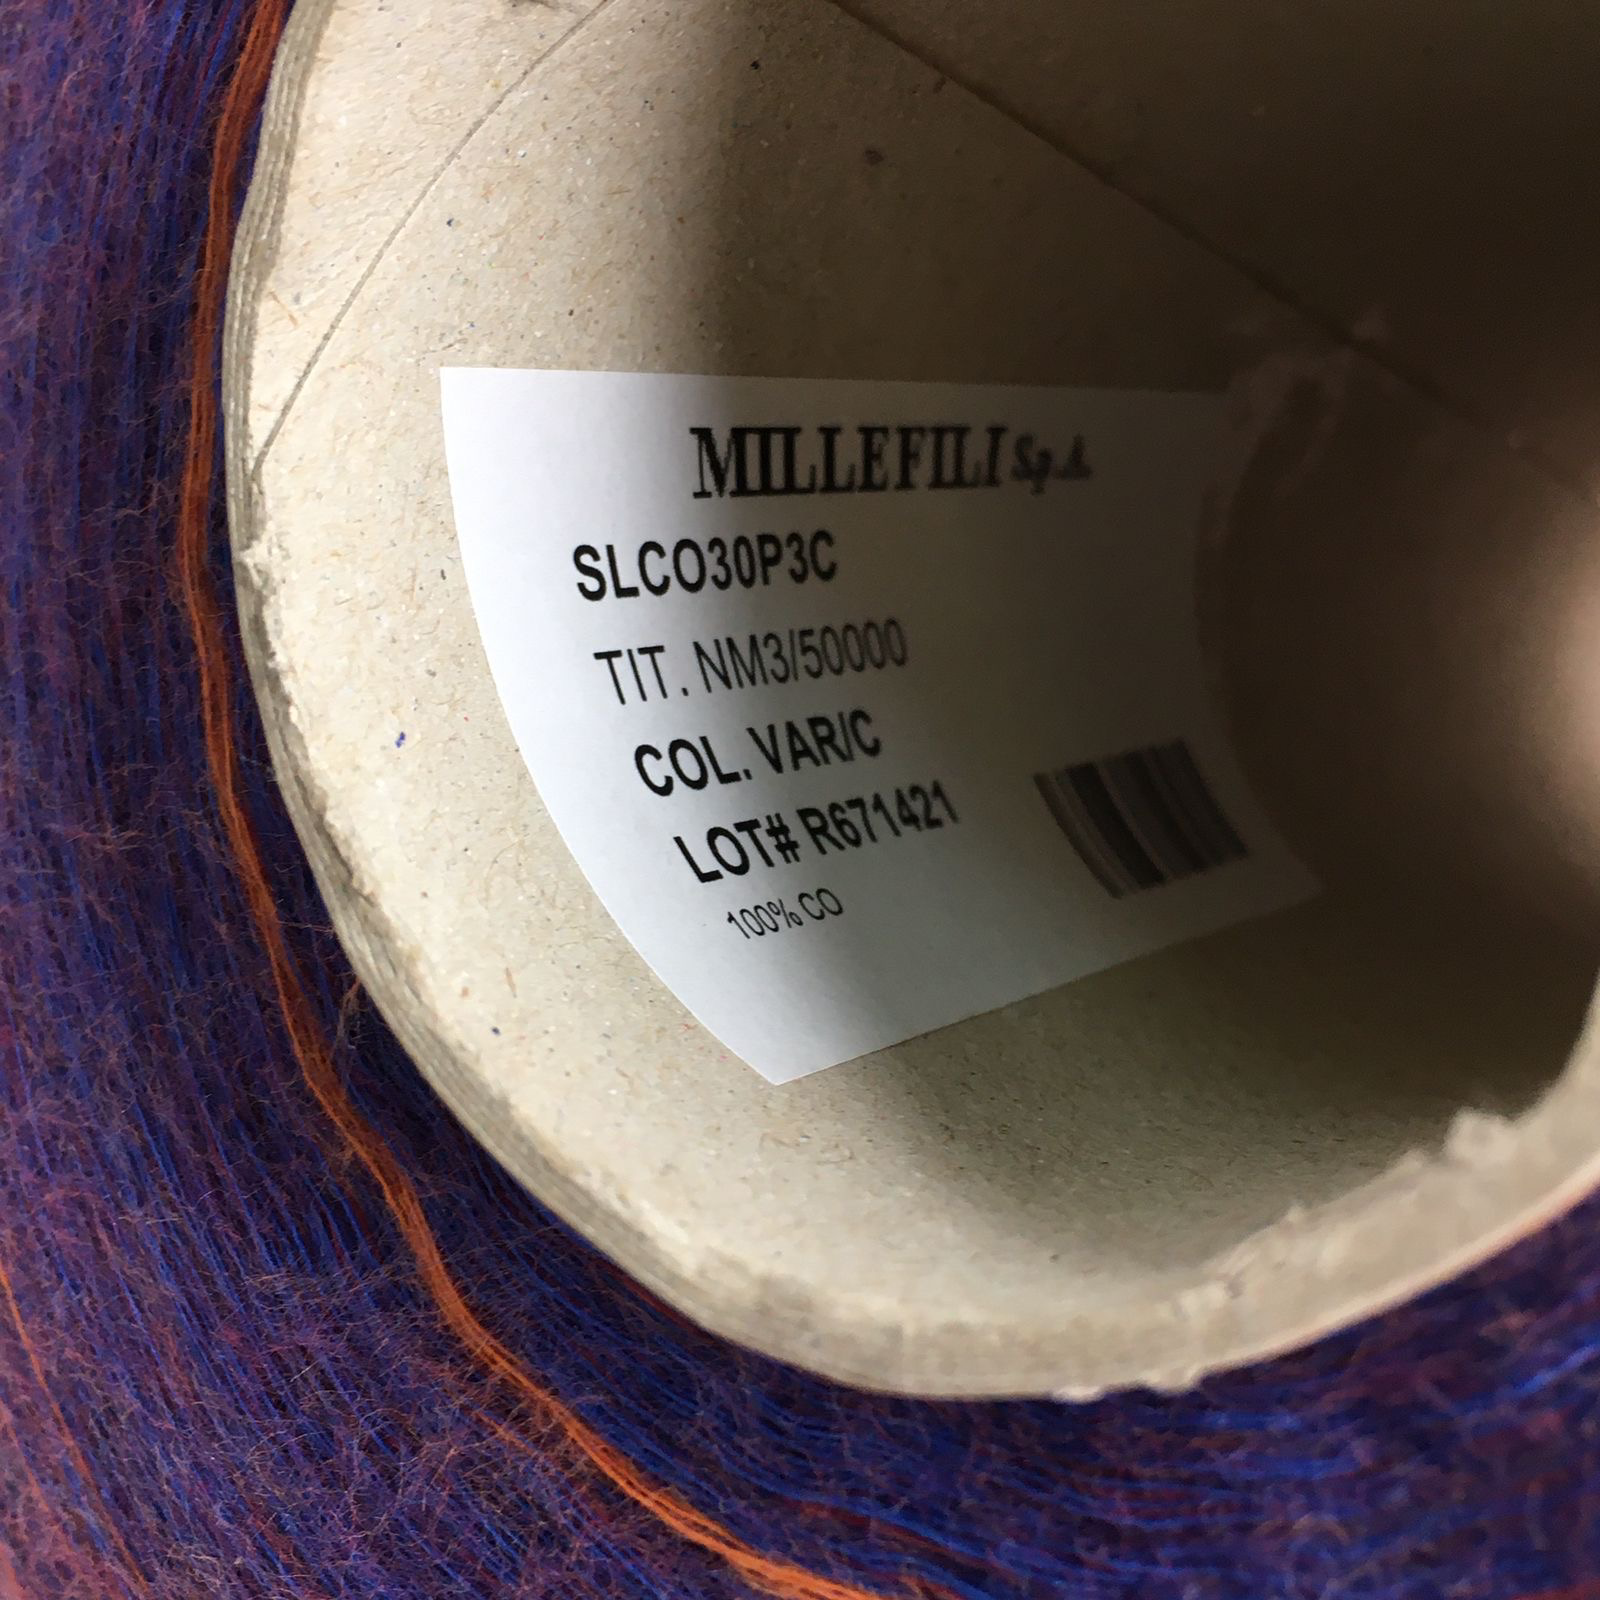 MILLEFILI S.p.A.
SLCO30P3C
TIT. NM3/50000
COL. VAR/C
LOT# R671421
100% CO